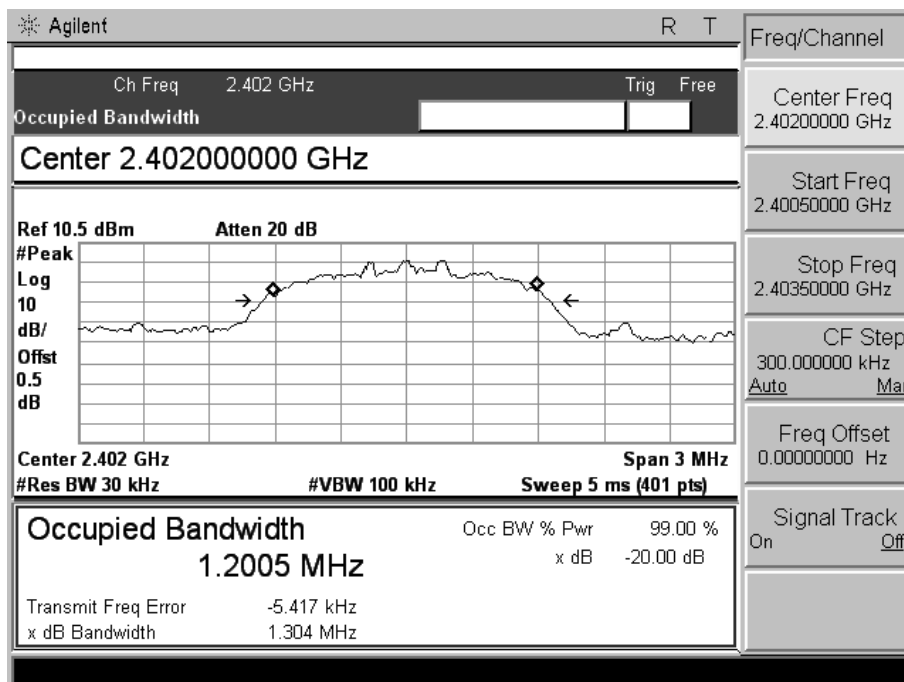 Agilent R T
Ch Freq 2.402 GHz Trig Free
Occupied Bandwidth
Center 2.402000000 GHz
Ref 10.5 dBm Atten 20 dB
#Peak
Log
10
dB/
Offst
0.5
dB
Center 2.402 GHz Span 3 MHz
#Res BW 30 kHz #VBW 100 kHz Sweep 5 ms (401 pts)
Occupied Bandwidth
1.2005 MHz
Occ BW % Pwr 99.00 %
x dB -20.00 dB
Transmit Freq Error -5.417 kHz
x dB Bandwidth 1.304 MHz
Freq/Channel
Center Freq
2.40200000 GHz
Start Freq
2.40050000 GHz
Stop Freq
2.40350000 GHz
CF Step
300.000000 kHz
Auto Man
Freq Offset
0.00000000 Hz
Signal Track
On Off